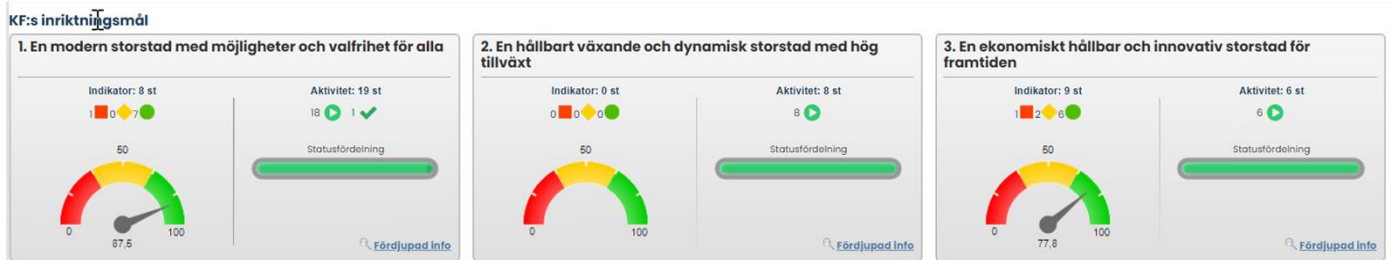 KF:s inriktningsmål
1. En modern storstad med möjligheter och valfrihet för alla
Indikator: 8 st
1 0 7
50
0
100
87,5
Aktivitet: 19 st
18 1
Statusfördelning
Fördjupad info
2. En hållbart växande och dynamisk storstad med hög
tillväxt
Indikator: 0 st
0 0 0
50
0
100
Aktivitet: 8 st
8
Statusfördelning
Fördjupad info
3. En ekonomiskt hållbar och innovativ storstad för
framtiden
Indikator: 9 st
1 2 6
50
0
100
77,8
Aktivitet: 6 st
6
Statusfördelning
Fördjupad info